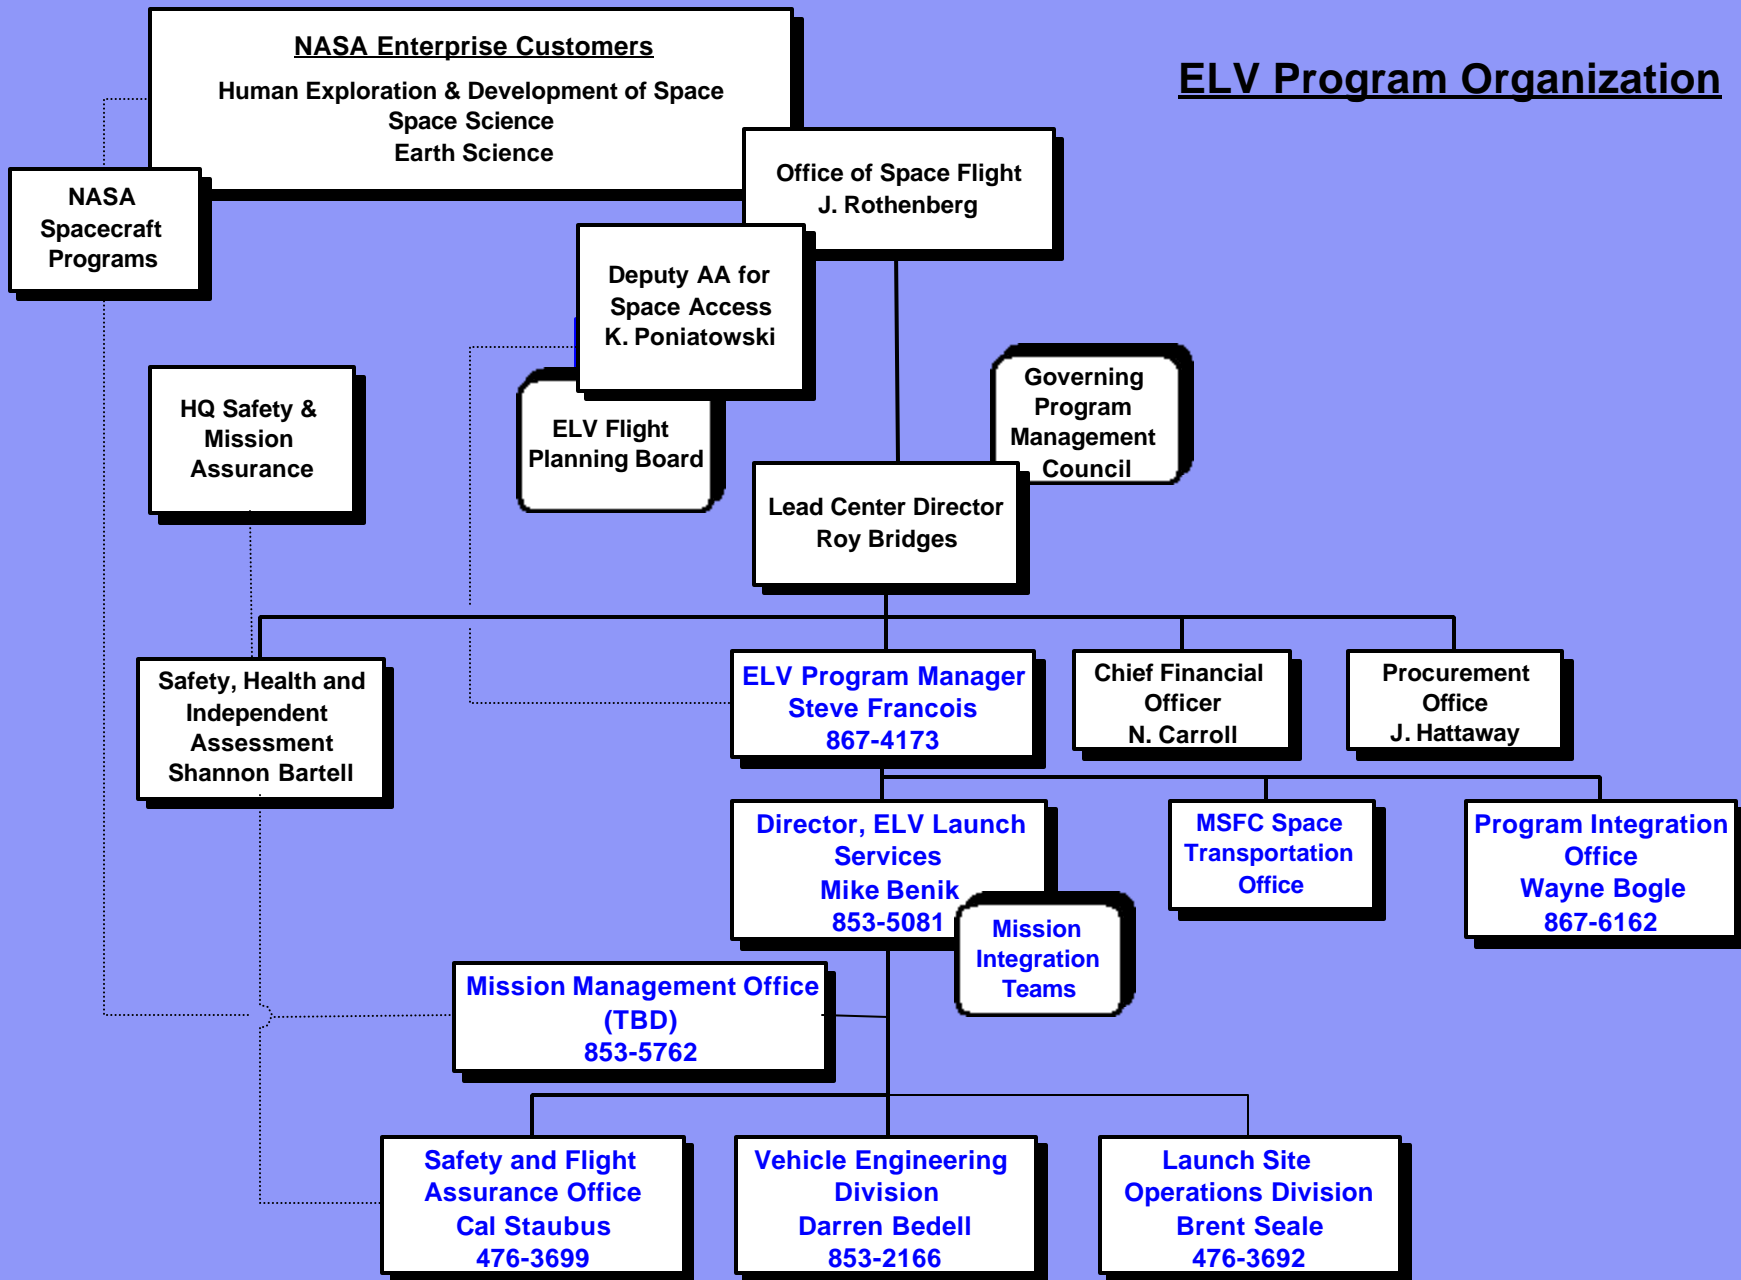 NASA Enterprise Customers
Human Exploration & Development of Space
Space Science
Earth Science
ELV Program Organization
Office of Space Flight
J. Rothenberg
NASA
Spacecraft
Programs
Deputy AA for
Space Access
K. Poniatowski
HQ Safety &
Mission
Assurance
ELV Flight
Planning Board
Governing
Program
Management
Council
Lead Center Director
Roy Bridges
Safety, Health and
Independent
Assessment
Shannon Bartell
ELV Program Manager
Steve Francois
867-4173
Chief Financial
Officer
N. Carroll
Procurement
Office
J. Hattaway
Director, ELV Launch
Services
Mike Benik
853-5081
MSFC Space
Transportation
Office
Program Integration
Office
Wayne Bogle
867-6162
Mission
Integration
Teams
Mission Management Office
(TBD)
853-5762
Safety and Flight
Assurance Office
Cal Staubus
476-3699
Vehicle Engineering
Division
Darren Bedell
853-2166
Launch Site
Operations Division
Brent Seale
476-3692